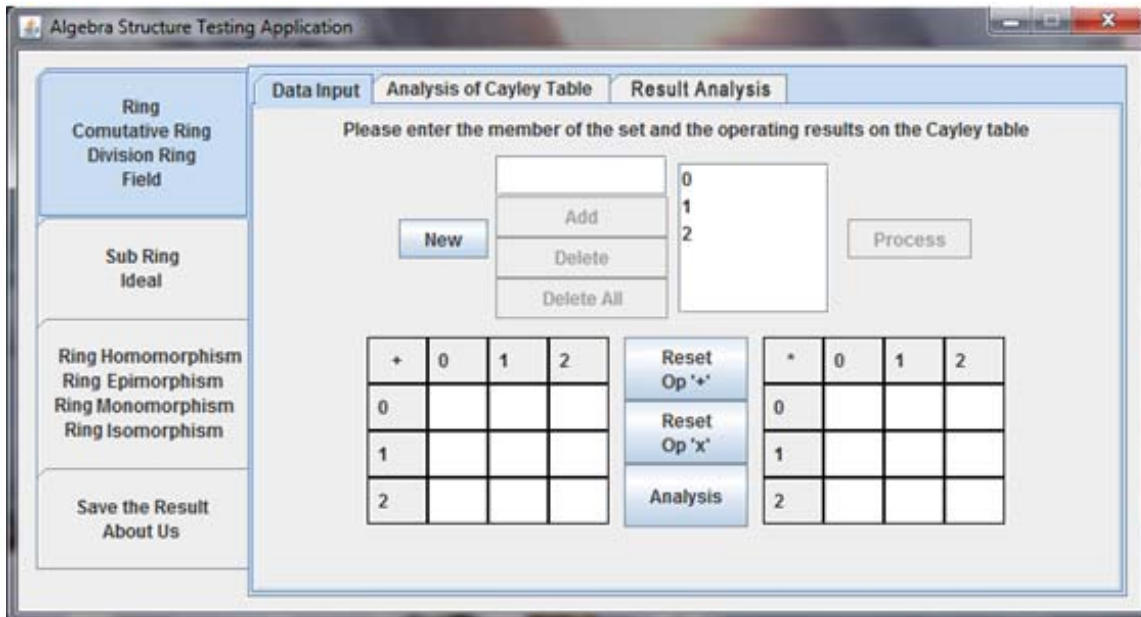 Algebra Structure Testing Application
Ring
Comutative Ring
Division Ring
Field
Sub Ring
Ideal
Ring Homomorphism
Ring Epimorphism
Ring Monomorphism
Ring Isomorphism
Save the Result
About Us
Data Input Analysis of Cayley Table Result Analysis
Please enter the member of the set and the operating results on the Cayley table
New
Add
Delete
Delete All
0
1
2
Process
+ 0 1 2
0
1
2
Reset
Op '+'
Reset
Op 'x'
Analysis
* 0 1 2
0
1
2